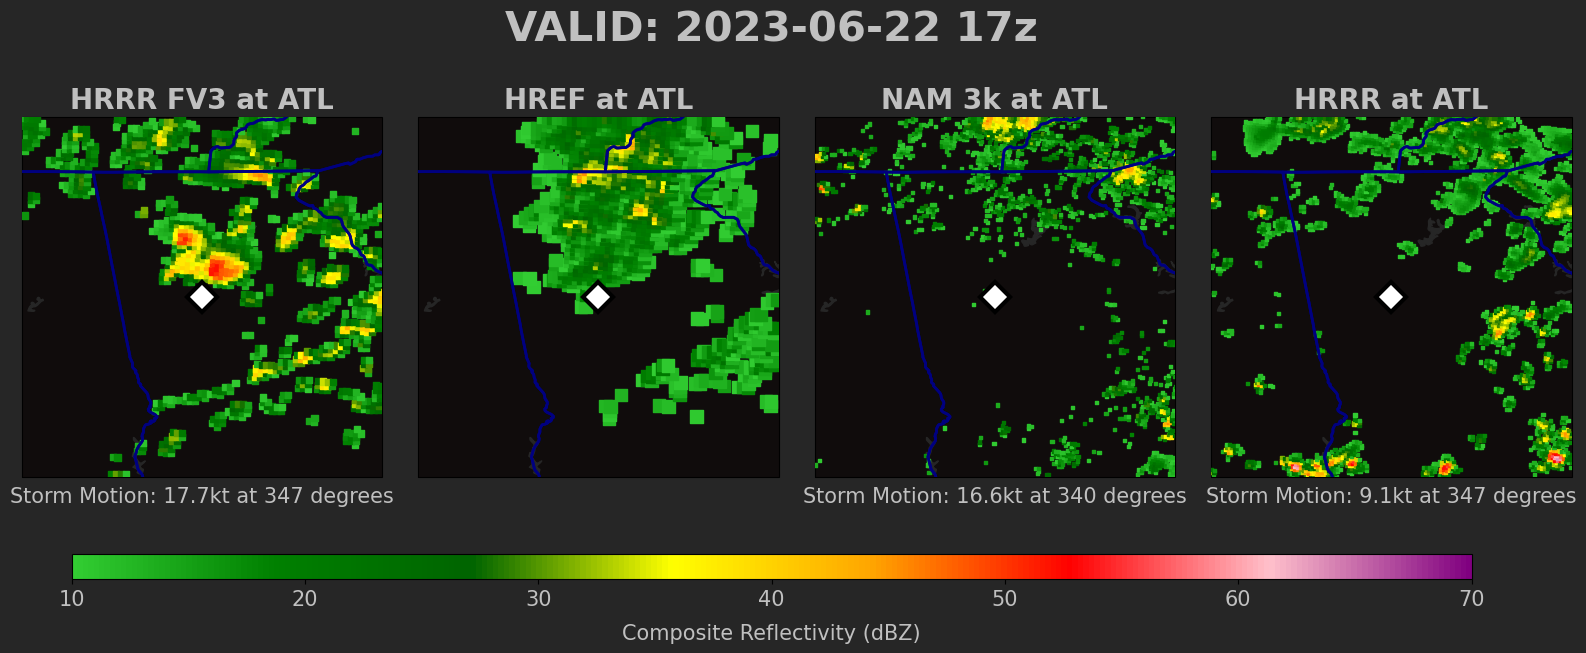 VALID: 2023-06-22 17z
HRRR FV3 at ATL
HREF at ATL
NAM 3k at ATL
HRRR at ATL
Storm Motion: 17.7kt at 347 degrees
Storm Motion: 16.6kt at 340 degrees
Storm Motion: 9.1kt at 347 degrees
10 20 30 40 50 60 70
Composite Reflectivity (dBZ)